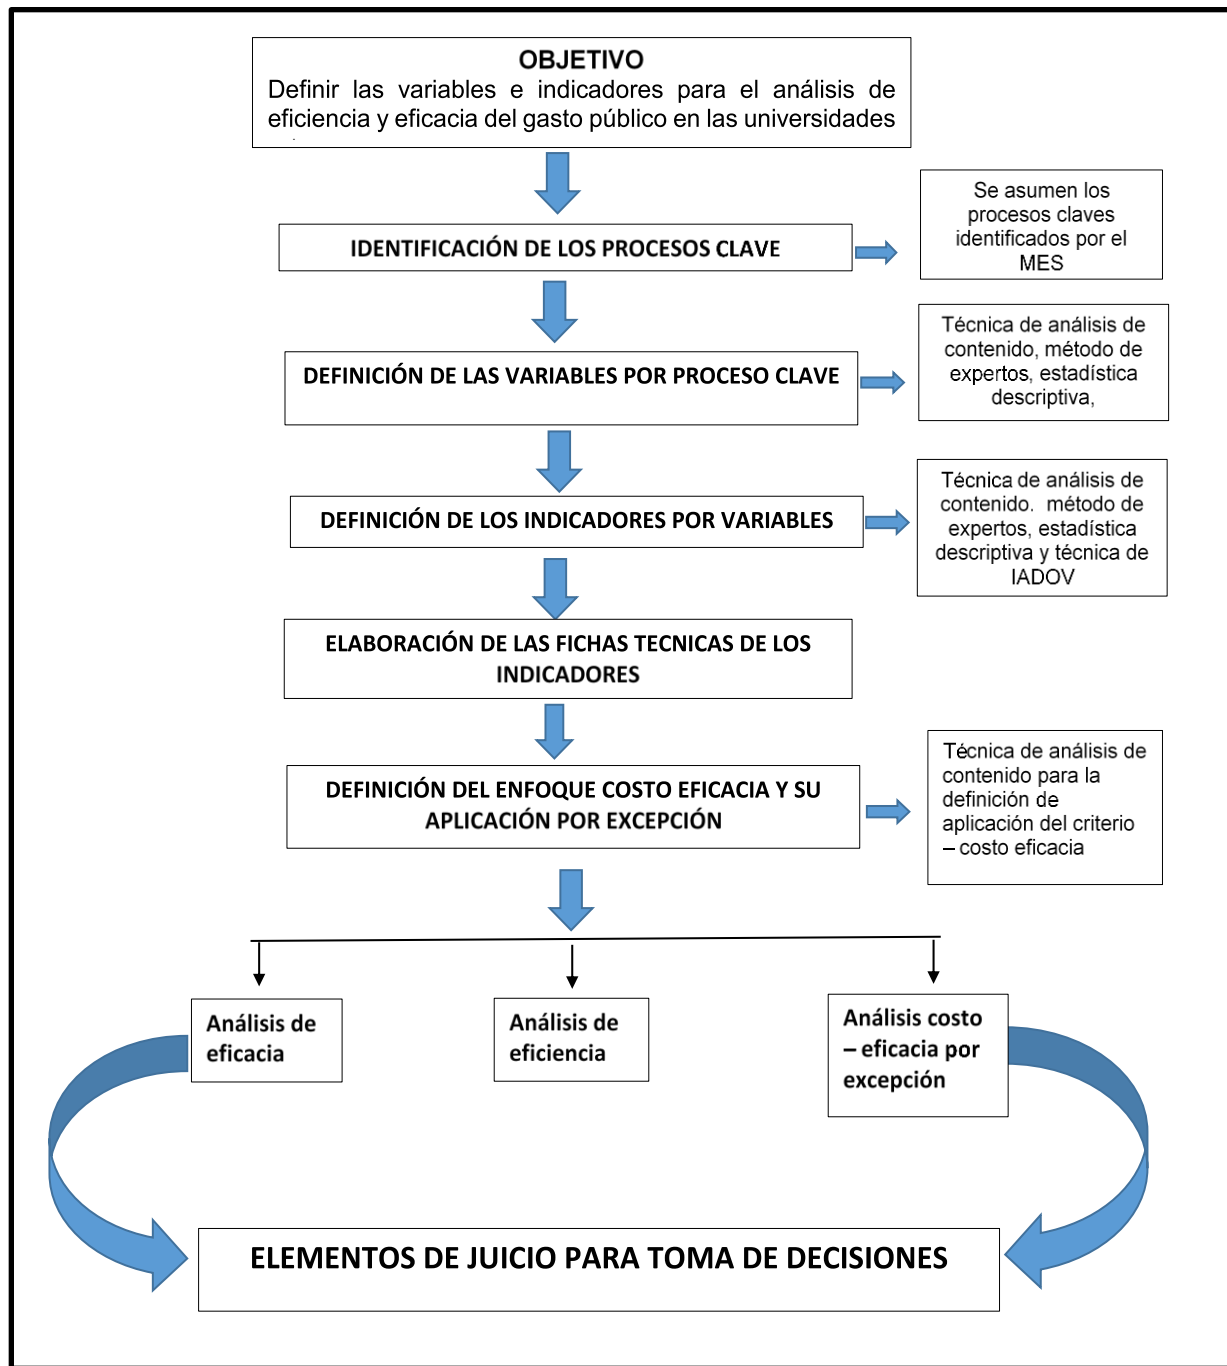 OBJETIVO
Definir las variables e indicadores para el análisis de
eficiencia y eficacia del gasto público en las universidades
IDENTIFICACIÓN DE LOS PROCESOS CLAVE
Se asumen los
procesos claves
identificados por el
MES
DEFINICIÓN DE LAS VARIABLES POR PROCESO CLAVE
Técnica de análisis de
contenido, método de
expertos, estadística
descriptiva,
DEFINICIÓN DE LOS INDICADORES POR VARIABLES
Técnica de análisis de
contenido. método de
expertos, estadística
descriptiva y técnica de
IADOV
ELABORACIÓN DE LAS FICHAS TECNICAS DE LOS
INDICADORES
DEFINICIÓN DEL ENFOQUE COSTO EFICACIA Y SU
APLICACIÓN POR EXCEPCIÓN
Técnica de análisis de
contenido para la
definición de
aplicación del criterio
– costo eficacia
Análisis de
eficacia
Análisis de
eficiencia
Análisis costo
– eficacia por
excepción
ELEMENTOS DE JUICIO PARA TOMA DE DECISIONES